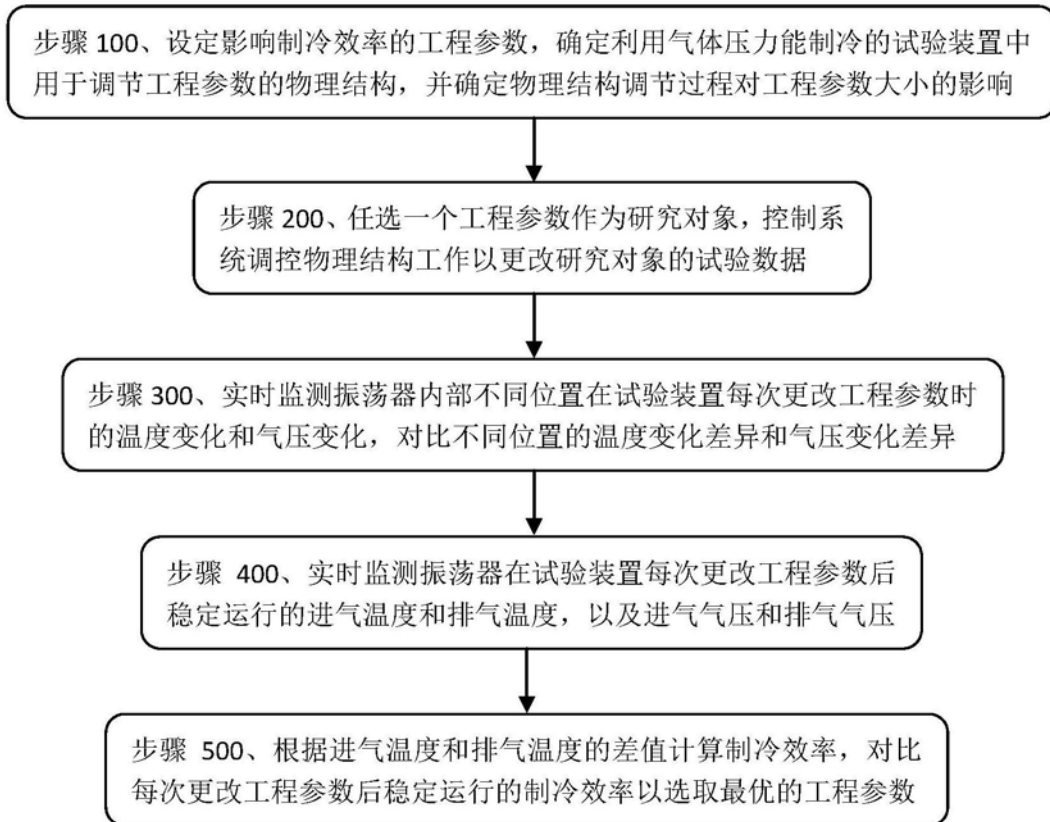 步骤 100、设定影响制冷效率的工程参数，确定利用气体压力能制冷的试验装置中
用于调节工程参数的物理结构，并确定物理结构调节过程对工程参数大小的影响
步骤 200、任选一个工程参数作为研究对象，控制系
统调控物理结构工作以更改研究对象的试验数据
步骤 300、实时监测振荡器内部不同位置在试验装置每次更改工程参数时
的温度变化和气压变化，对比不同位置的温度变化差异和气压变化差异
步骤 400、实时监测振荡器在试验装置每次更改工程参数后
稳定运行的进气温度和排气温度，以及进气气压和排气气压
步骤 500、根据进气温度和排气温度的差值计算制冷效率，对比
每次更改工程参数后稳定运行的制冷效率以选取最优的工程参数